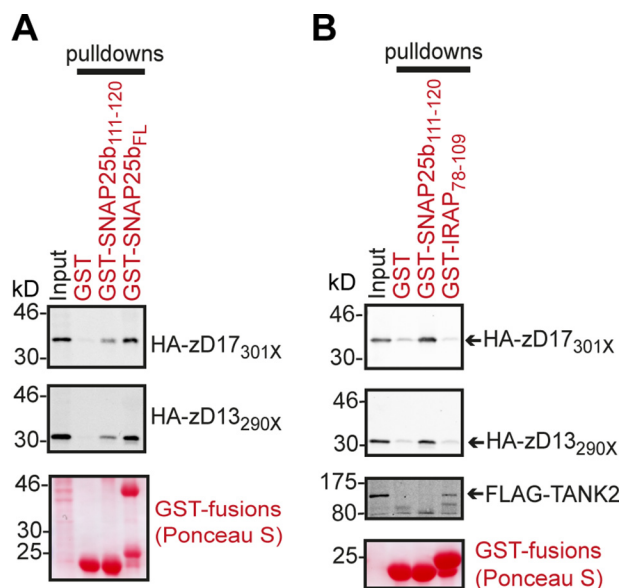 A
pulldowns
kD
Input
GST
GST-SNAP25b111-120
GST-SNAP25bFL
46-
30-
HA-zD17301X
46-
30-
HA-zD13290X
46-
30-
25-
GST-fusions
(Ponceau S)
B
pulldowns
kD
Input
GST
GST-SNAP25b111-120
GST-IRAP78-109
46-
30-
HA-zD17301X
46-
30-
HA-zD13290X
175-
80-
FLAG-TANK2
25-
GST-fusions
(Ponceau S)